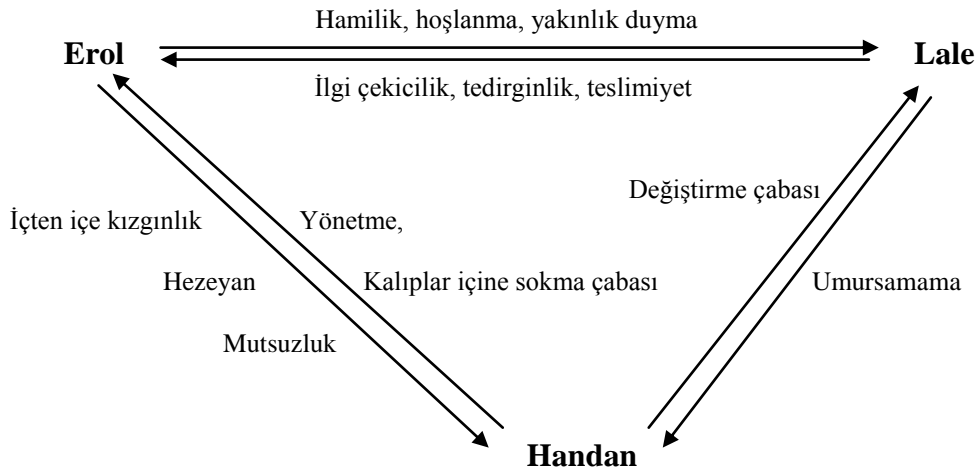 Hamilik, hoşlanma, yakınlık duyma
Erol
Lale
İlgi çekicilik, tedirginlik, teslimiyet
Değiştirme çabası
İçten içe kızgınlık
Yönetme,
Hezeyan
Kalıplar içine sokma çabası
Umursamama
Mutsuzluk
Handan